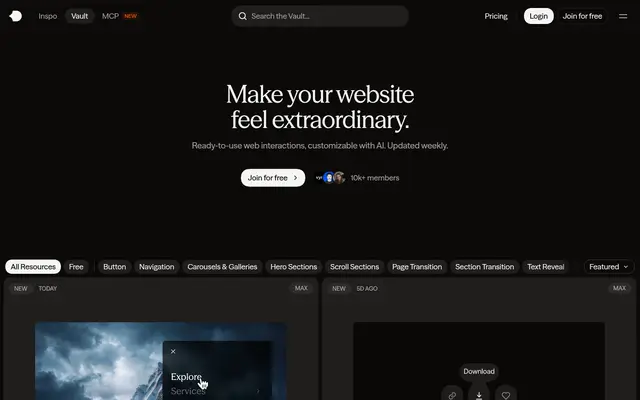 Inspo Vault MCP NEW Search the Vault... Pricing Login Join for free
Make your website
feel extraordinary.
Ready-to-use web interactions, customizable with AI. Updated weekly.
Join for free 10k+ members
All Resources Free Button Navigation Carousels & Galleries Hero Sections Scroll Sections Page Transition Section Transition Text Reveal Featured
NEW TODAY MAX NEW 5D AGO MAX
Explore
Services
Download